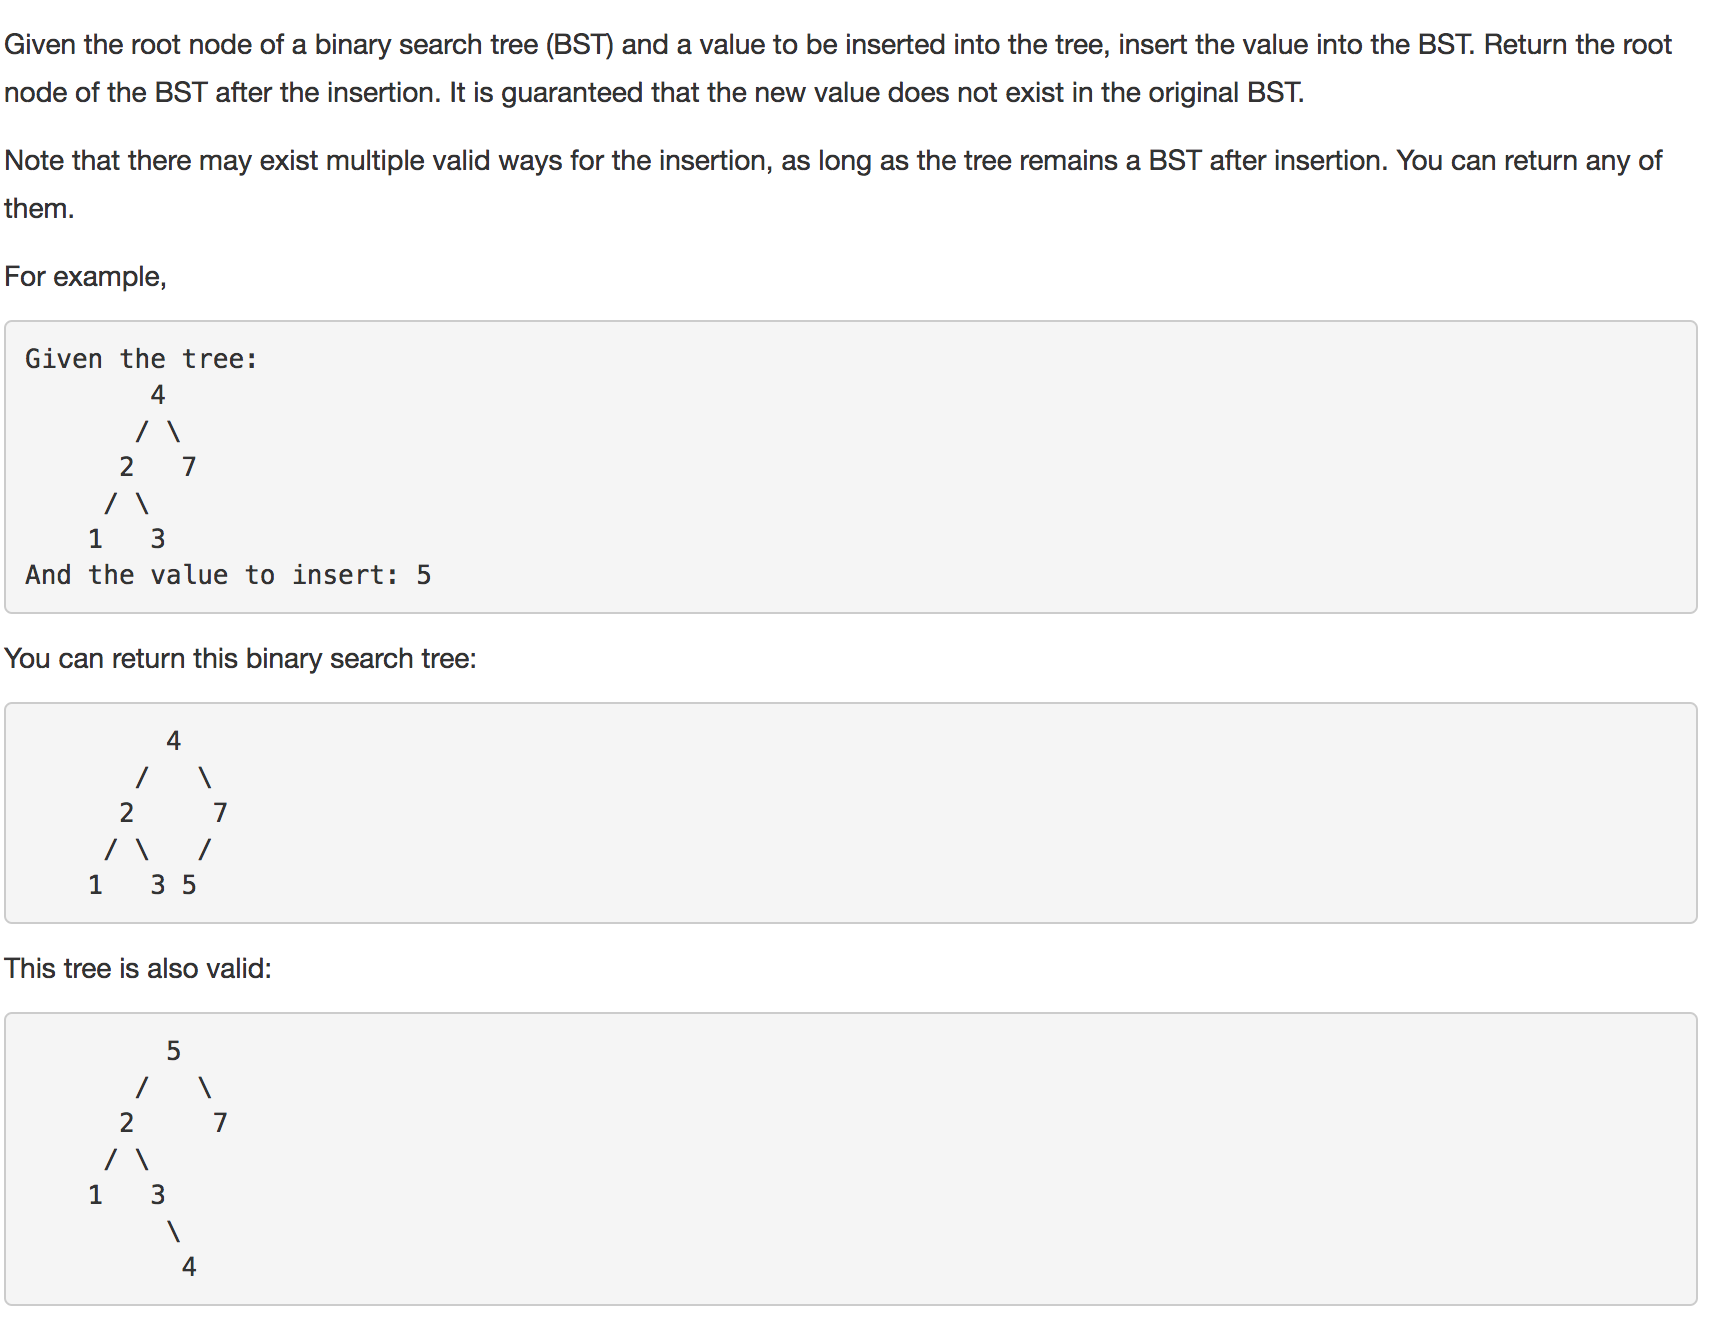 Given the root node of a binary search tree (BST) and a value to be inserted into the tree, insert the value into the BST. Return the root
node of the BST after the insertion. It is guaranteed that the new value does not exist in the original BST.
Note that there may exist multiple valid ways for the insertion, as long as the tree remains a BST after insertion. You can return any of
them.
For example,
Given the tree:
        4
       / \
      2   7
     / \
    1   3
And the value to insert: 5
You can return this binary search tree:
         4
       /   \
      2     7
     / \   /
    1   3 5
This tree is also valid:
         5
       /   \
      2     7
     / \
    1   3
         \
          4